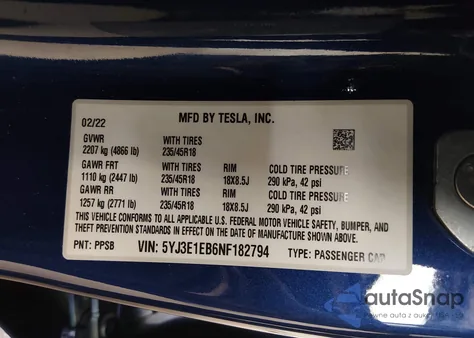 MFD BY TESLA, INC.
02/22
GVWR WITH TIRES
2207 kg (4866 lb) 235/45R18
GAWR FRT WITH TIRES RIM COLD TIRE PRESSURE
1110 kg (2447 lb) 235/45R18 18X8.5J 290 kPa, 42 psi
GAWR RR WITH TIRES RIM COLD TIRE PRESSURE
1257 kg (2771 lb) 235/45R18 18X8.5J 290 kPa, 42 psi
THIS VEHICLE CONFORMS TO ALL APPLICABLE U.S. FEDERAL MOTOR VEHICLE SAFETY, BUMPER, AND
THEFT PREVENTION STANDARDS IN EFFECT ON THE DATE OF MANUFACTURE SHOWN ABOVE.
PNT: PPSB VIN: 5YJ3E1EB6NF182794 TYPE: PASSENGER CAR
autaSnap
Pewne auta z aukcji